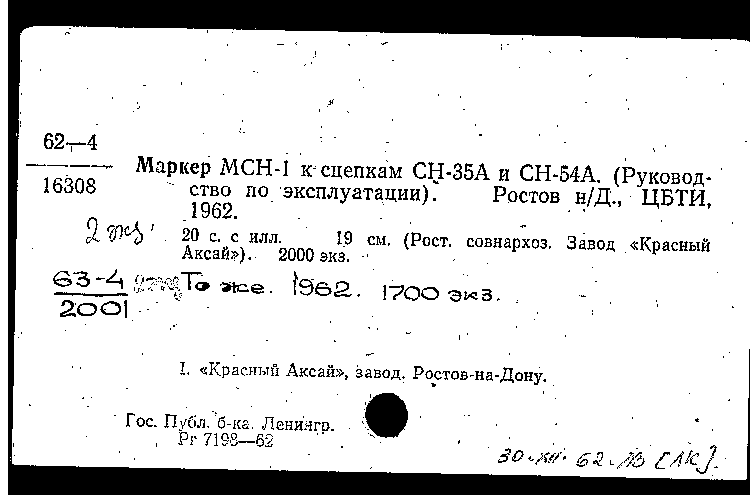 62—4
16308
Маркер МСН-1 к сцепкам СН-35А и СН-54А. (Руковод-
ство по эксплуатации). Ростов н/Д., ЦБТИ,
1962.
2 экз
20 с. с илл. 19 см. (Рост. совнархоз. Завод «Красный
Аксай»). 2000 экз.
63-4
2001
То же. 1962. 1700 экз.
I. «Красный Аксай», завод. Ростов-на-Дону.
Гос. Публ. б-ка. Ленингр.
Рг 7198—62
30.XII.62.ЛВ [ЛК].